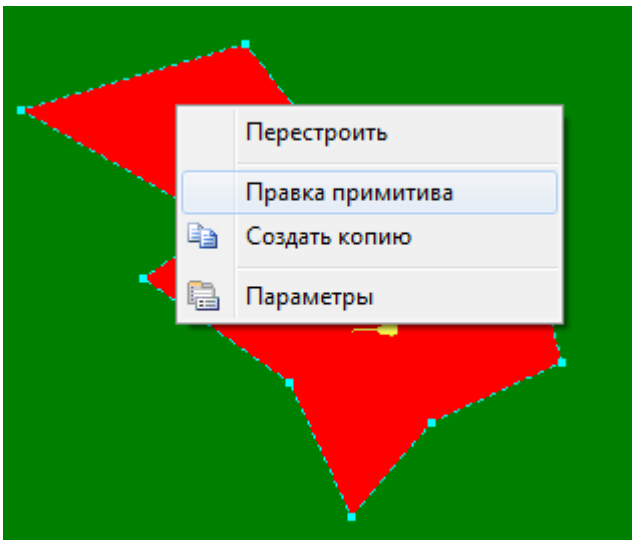 Перестроить
Правка примитива
Создать копию
Параметры